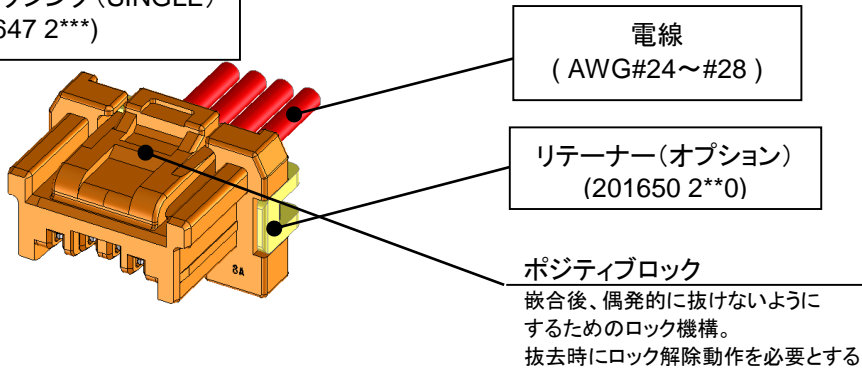 (SINGLE)
647 2***)
電線
( AWG#24～#28 )
リテーナー(オプション)
(201650 2**0)
ポジティブロック
嵌合後、偶発的に抜けないように
するためのロック機構。
抜去時にロック解除動作を必要とする